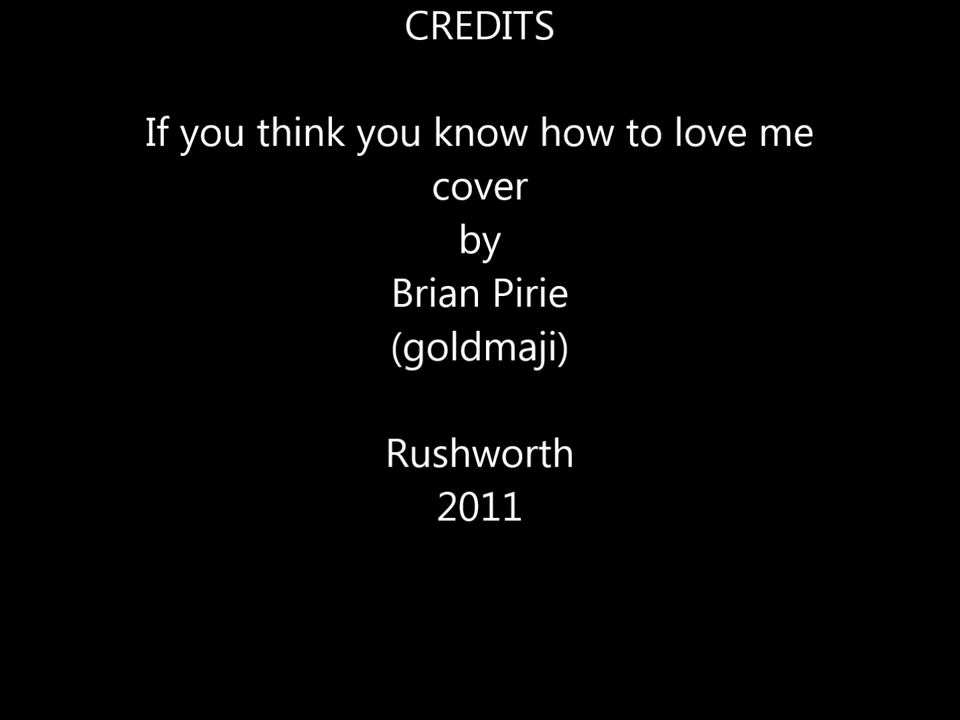 CREDITS
If you think you know how to love me
cover
by
Brian Pirie
(goldmaji)
Rushworth
2011